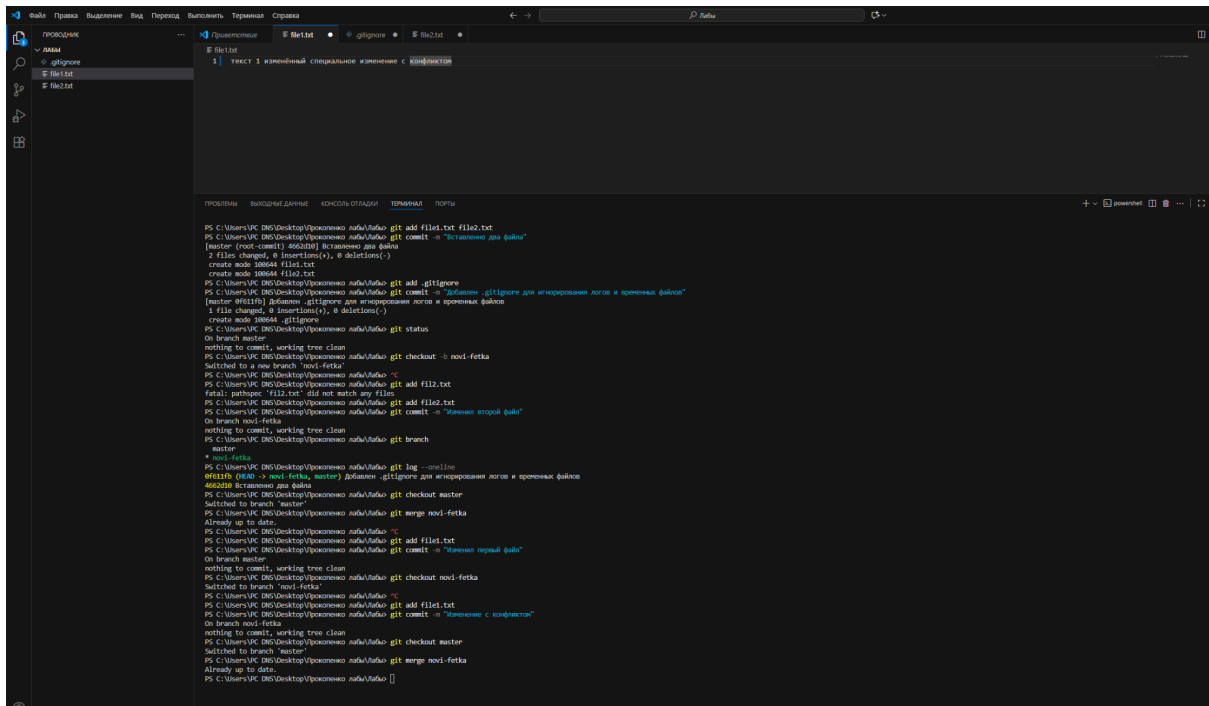 Файл Правка Выделение Вид Переход Выполнить Терминал Справка
Лабы
ПРОВОДНИК
Приветствие file1.txt .gitignore file2.txt
ЛАБЫ
.gitignore
file1.txt
file2.txt
file1.txt
1 текст 1 изменённый специальное изменение с конфликтом
ПРОБЛЕМЫ ВЫХОДНЫЕ ДАННЫЕ КОНСОЛЬ ОТЛАДКИ ТЕРМИНАЛ ПОРТЫ
powershell
PS C:\Users\PC DNS\Desktop\Прокопенко лабы\Лабы> git add file1.txt file2.txt
PS C:\Users\PC DNS\Desktop\Прокопенко лабы\Лабы> git commit -m "Вставленно два файла"
[master (root-commit) 4662d10] Вставленно два файла
2 files changed, 0 insertions(+), 0 deletions(-)
create mode 100644 file1.txt
create mode 100644 file2.txt
PS C:\Users\PC DNS\Desktop\Прокопенко лабы\Лабы> git add .gitignore
PS C:\Users\PC DNS\Desktop\Прокопенко лабы\Лабы> git commit -m "Добавлен .gitignore для игнорирования логов и временных файлов"
[master 0f611fb] Добавлен .gitignore для игнорирования логов и временных файлов
1 file changed, 0 insertions(+), 0 deletions(-)
create mode 100644 .gitignore
PS C:\Users\PC DNS\Desktop\Прокопенко лабы\Лабы> git status
On branch master
nothing to commit, working tree clean
PS C:\Users\PC DNS\Desktop\Прокопенко лабы\Лабы> git checkout -b novi-fetka
Switched to a new branch 'novi-fetka'
PS C:\Users\PC DNS\Desktop\Прокопенко лабы\Лабы> ^C
PS C:\Users\PC DNS\Desktop\Прокопенко лабы\Лабы> git add fil2.txt
fatal: pathspec 'fil2.txt' did not match any files
PS C:\Users\PC DNS\Desktop\Прокопенко лабы\Лабы> git add file2.txt
PS C:\Users\PC DNS\Desktop\Прокопенко лабы\Лабы> git commit -m "Изменил второй файл"
On branch novi-fetka
nothing to commit, working tree clean
PS C:\Users\PC DNS\Desktop\Прокопенко лабы\Лабы> git branch
master
* novi-fetka
PS C:\Users\PC DNS\Desktop\Прокопенко лабы\Лабы> git log --oneline
0f611fb (HEAD -> novi-fetka, master) Добавлен .gitignore для игнорирования логов и временных файлов
4662d10 Вставленно два файла
PS C:\Users\PC DNS\Desktop\Прокопенко лабы\Лабы> git checkout master
Switched to branch 'master'
PS C:\Users\PC DNS\Desktop\Прокопенко лабы\Лабы> git merge novi-fetka
Already up to date.
PS C:\Users\PC DNS\Desktop\Прокопенко лабы\Лабы> ^C
PS C:\Users\PC DNS\Desktop\Прокопенко лабы\Лабы> git add file1.txt
PS C:\Users\PC DNS\Desktop\Прокопенко лабы\Лабы> git commit -m "Изменил первый файл"
On branch master
nothing to commit, working tree clean
PS C:\Users\PC DNS\Desktop\Прокопенко лабы\Лабы> git checkout novi-fetka
Switched to branch 'novi-fetka'
PS C:\Users\PC DNS\Desktop\Прокопенко лабы\Лабы> ^C
PS C:\Users\PC DNS\Desktop\Прокопенко лабы\Лабы> git add file1.txt
PS C:\Users\PC DNS\Desktop\Прокопенко лабы\Лабы> git commit -m "Изменение с конфликтом"
On branch novi-fetka
nothing to commit, working tree clean
PS C:\Users\PC DNS\Desktop\Прокопенко лабы\Лабы> git checkout master
Switched to branch 'master'
PS C:\Users\PC DNS\Desktop\Прокопенко лабы\Лабы> git merge novi-fetka
Already up to date.
PS C:\Users\PC DNS\Desktop\Прокопенко лабы\Лабы>